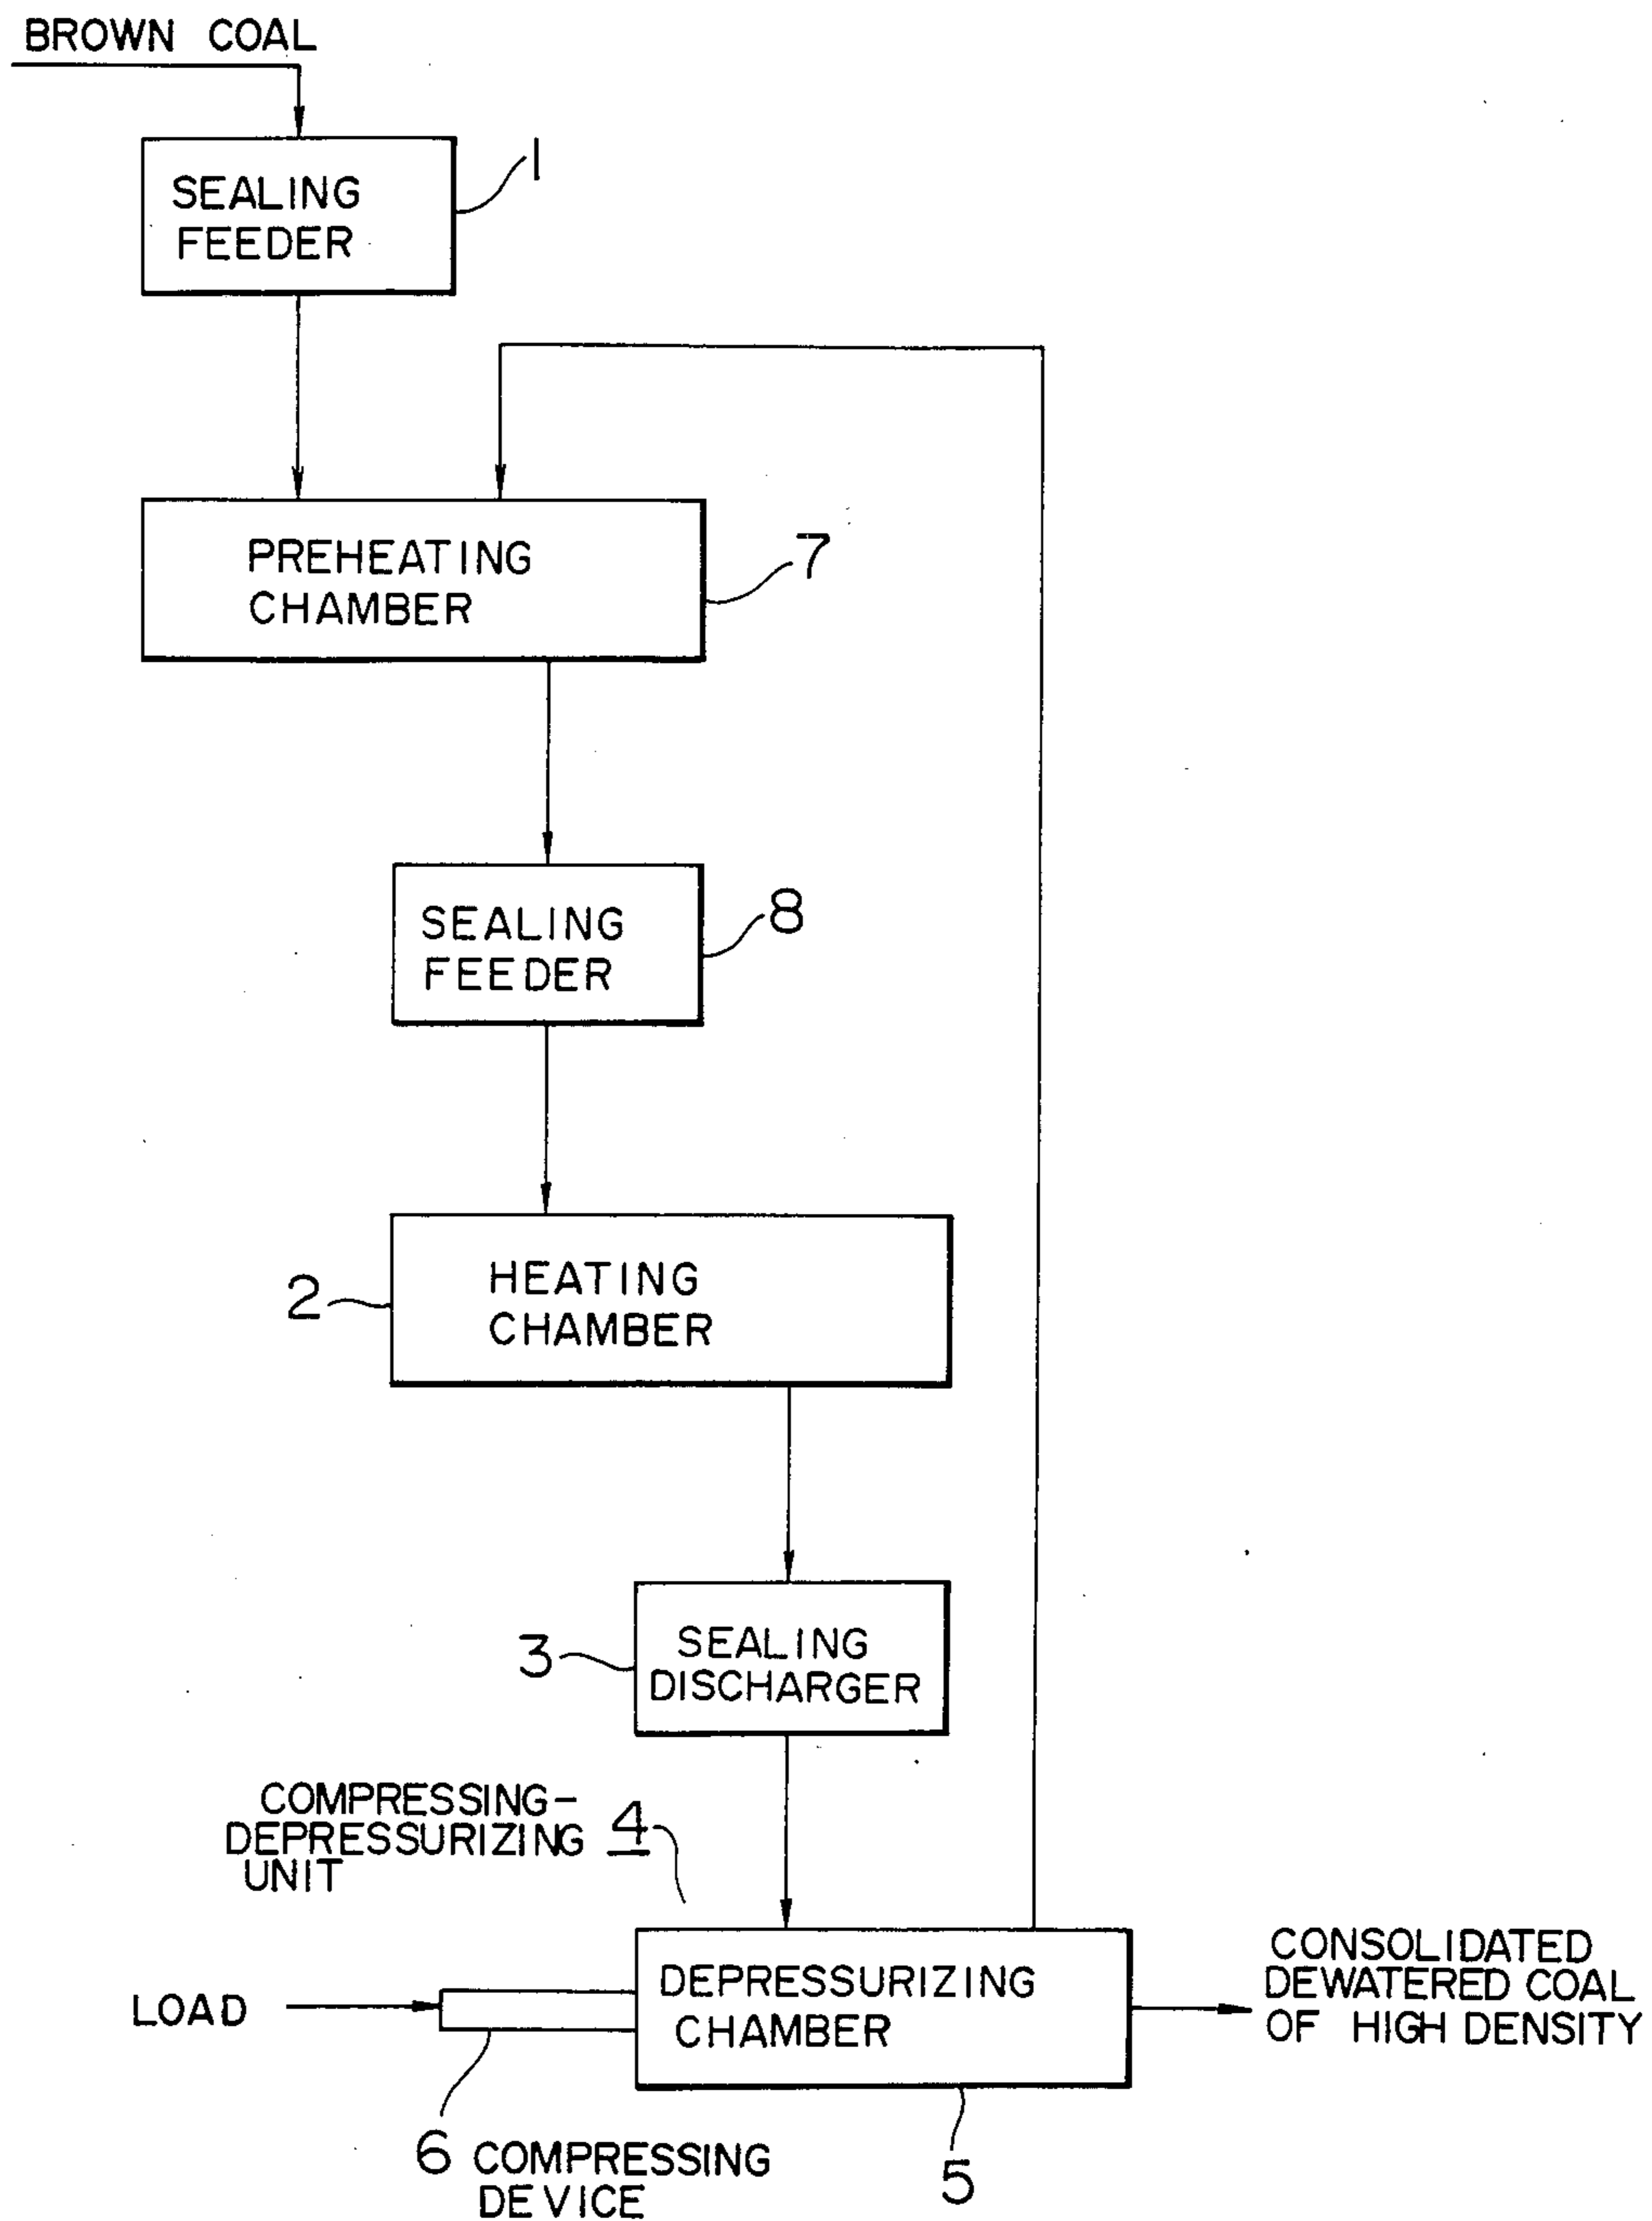 BROWN COAL
SEALING
FEEDER
1
PREHEATING
CHAMBER
7
SEALING
FEEDER
8
HEATING
CHAMBER
2
SEALING
DISCHARGER
3
COMPRESSING-
DEPRESSURIZING
UNIT
4
DEPRESSURIZING
CHAMBER
LOAD
CONSOLIDATED
DEWATERED COAL
OF HIGH DENSITY
6 COMPRESSING
DEVICE
5